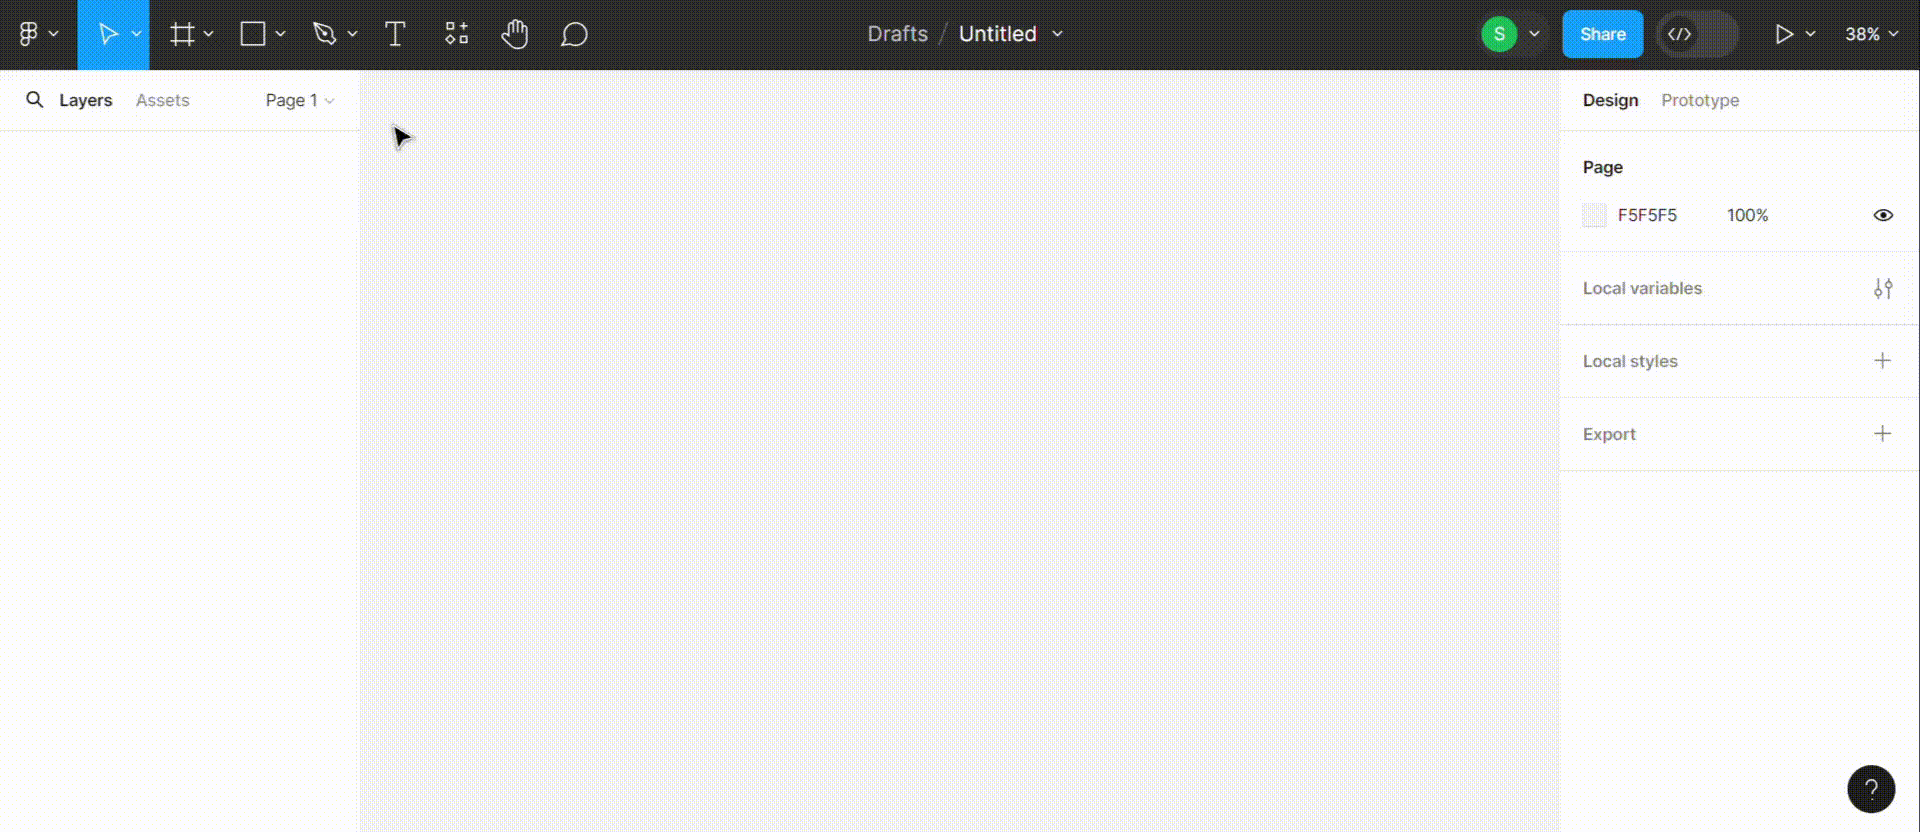 Drafts / Untitled
S
Share
38%
Layers Assets Page 1
Design Prototype
Page
F5F5F5 100%
Local variables
Local styles
Export
?